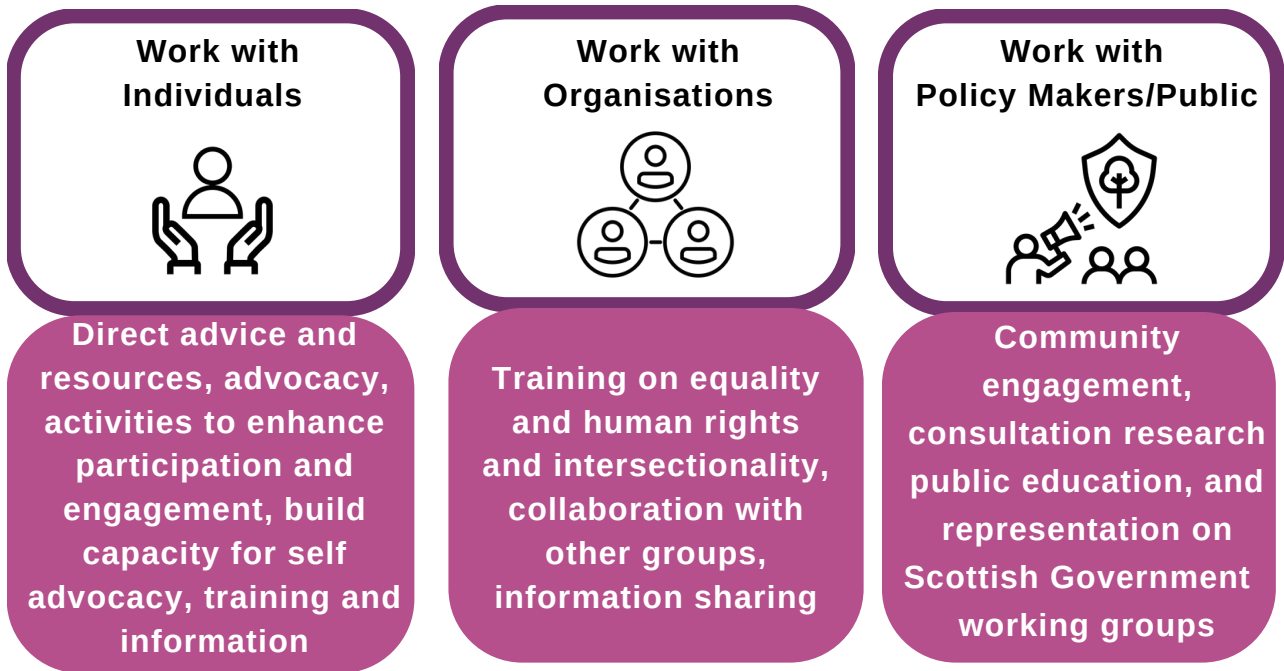 Work with
Individuals
Direct advice and
resources, advocacy,
activities to enhance
participation and
engagement, build
capacity for self
advocacy, training and
information
Work with
Organisations
Training on equality
and human rights
and intersectionality,
collaboration with
other groups,
information sharing
Work with
Policy Makers/Public
Community
engagement,
consultation research
public education, and
representation on
Scottish Government
working groups